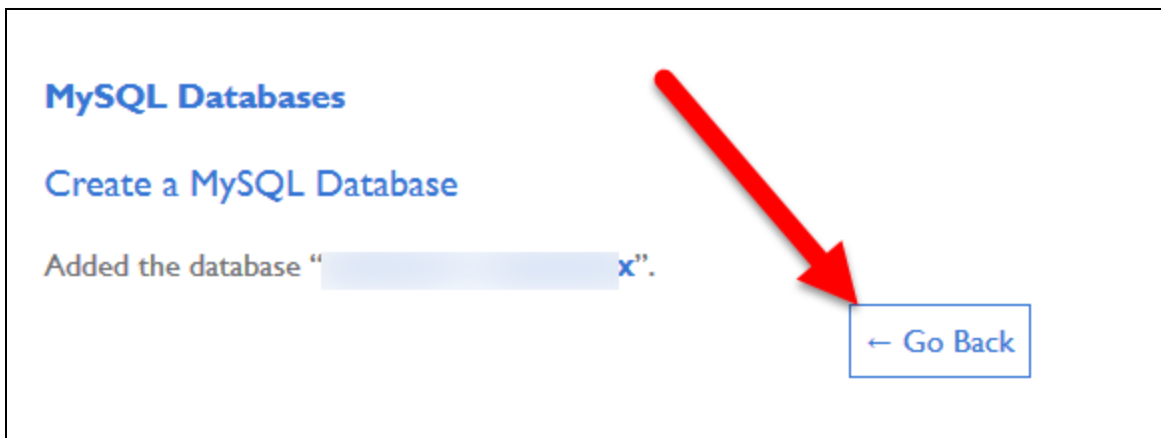 MySQL Databases
Create a MySQL Database
Added the database “ x”.
← Go Back